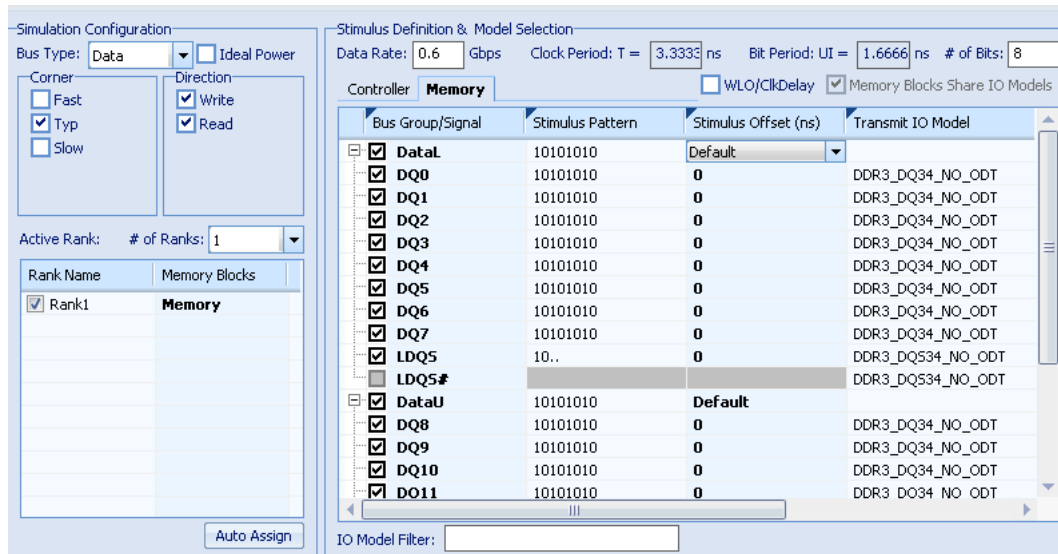 Simulation Configuration
Bus Type: Data Ideal Power
Corner
Fast
Typ
Slow
Direction
Write
Read
Active Rank: # of Ranks: 1
Rank Name Memory Blocks
Rank1 Memory
Auto Assign
Stimulus Definition & Model Selection
Data Rate: 0.6 Gbps Clock Period: T = 3.3333 ns Bit Period: UI = 1.6666 ns # of Bits: 8
Controller Memory WLO/ClkDelay Memory Blocks Share IO Models
Bus Group/Signal Stimulus Pattern Stimulus Offset (ns) Transmit IO Model
DataL 10101010 Default
DQ0 10101010 0 DDR3_DQ34_NO_ODT
DQ1 10101010 0 DDR3_DQ34_NO_ODT
DQ2 10101010 0 DDR3_DQ34_NO_ODT
DQ3 10101010 0 DDR3_DQ34_NO_ODT
DQ4 10101010 0 DDR3_DQ34_NO_ODT
DQ5 10101010 0 DDR3_DQ34_NO_ODT
DQ6 10101010 0 DDR3_DQ34_NO_ODT
DQ7 10101010 0 DDR3_DQ34_NO_ODT
LDQS 10.. 0 DDR3_DQS34_NO_ODT
LDQS# DDR3_DQS34_NO_ODT
DataU 10101010 Default
DQ8 10101010 0 DDR3_DQ34_NO_ODT
DQ9 10101010 0 DDR3_DQ34_NO_ODT
DQ10 10101010 0 DDR3_DQ34_NO_ODT
DQ11 10101010 0 DDR3_DQ34_NO_ODT
IO Model Filter: